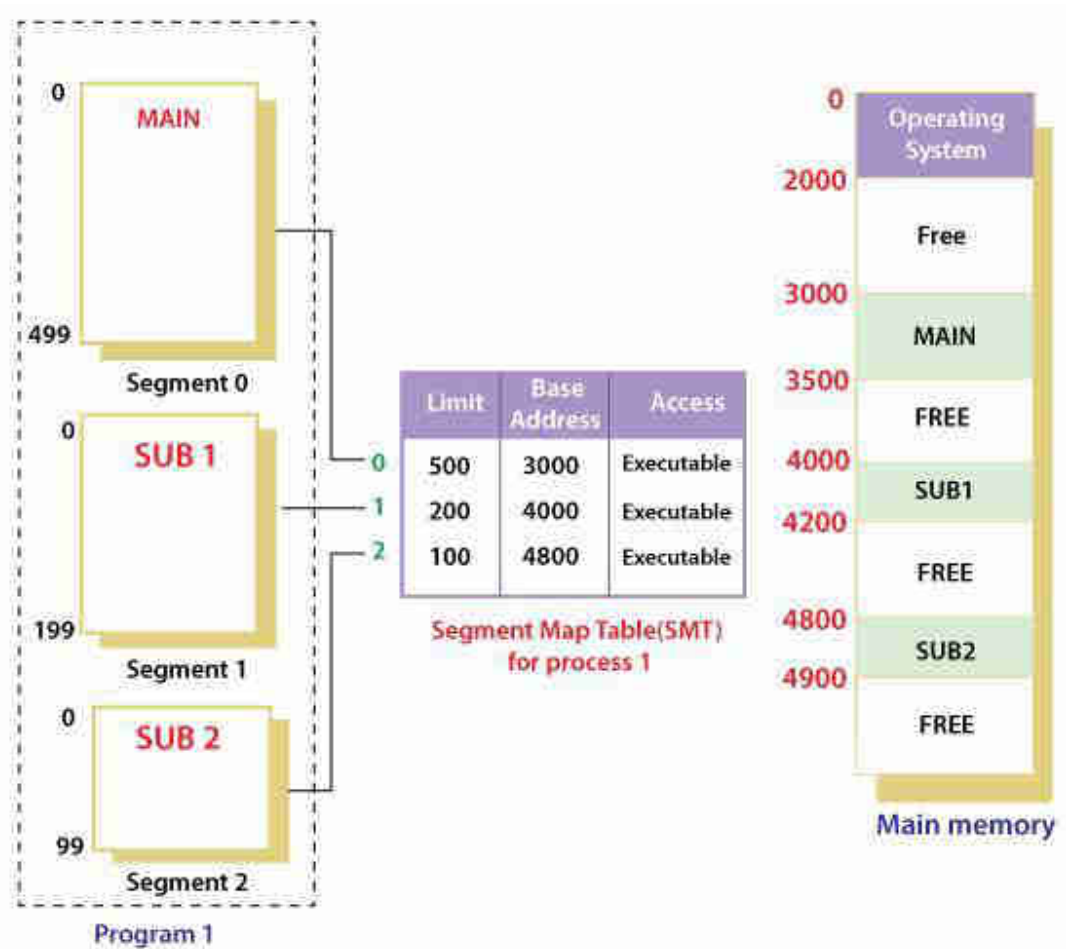 0
MAIN
499
Segment 0
0
SUB 1
199
Segment 1
0
SUB 2
99
Segment 2
Program 1
Limit Base Address Access
0 500 3000 Executable
1 200 4000 Executable
2 100 4800 Executable
Segment Map Table(SMT)
for process 1
0
Operating
System
2000
Free
3000
MAIN
3500
FREE
4000
SUB1
4200
FREE
4800
SUB2
4900
FREE
Main memory